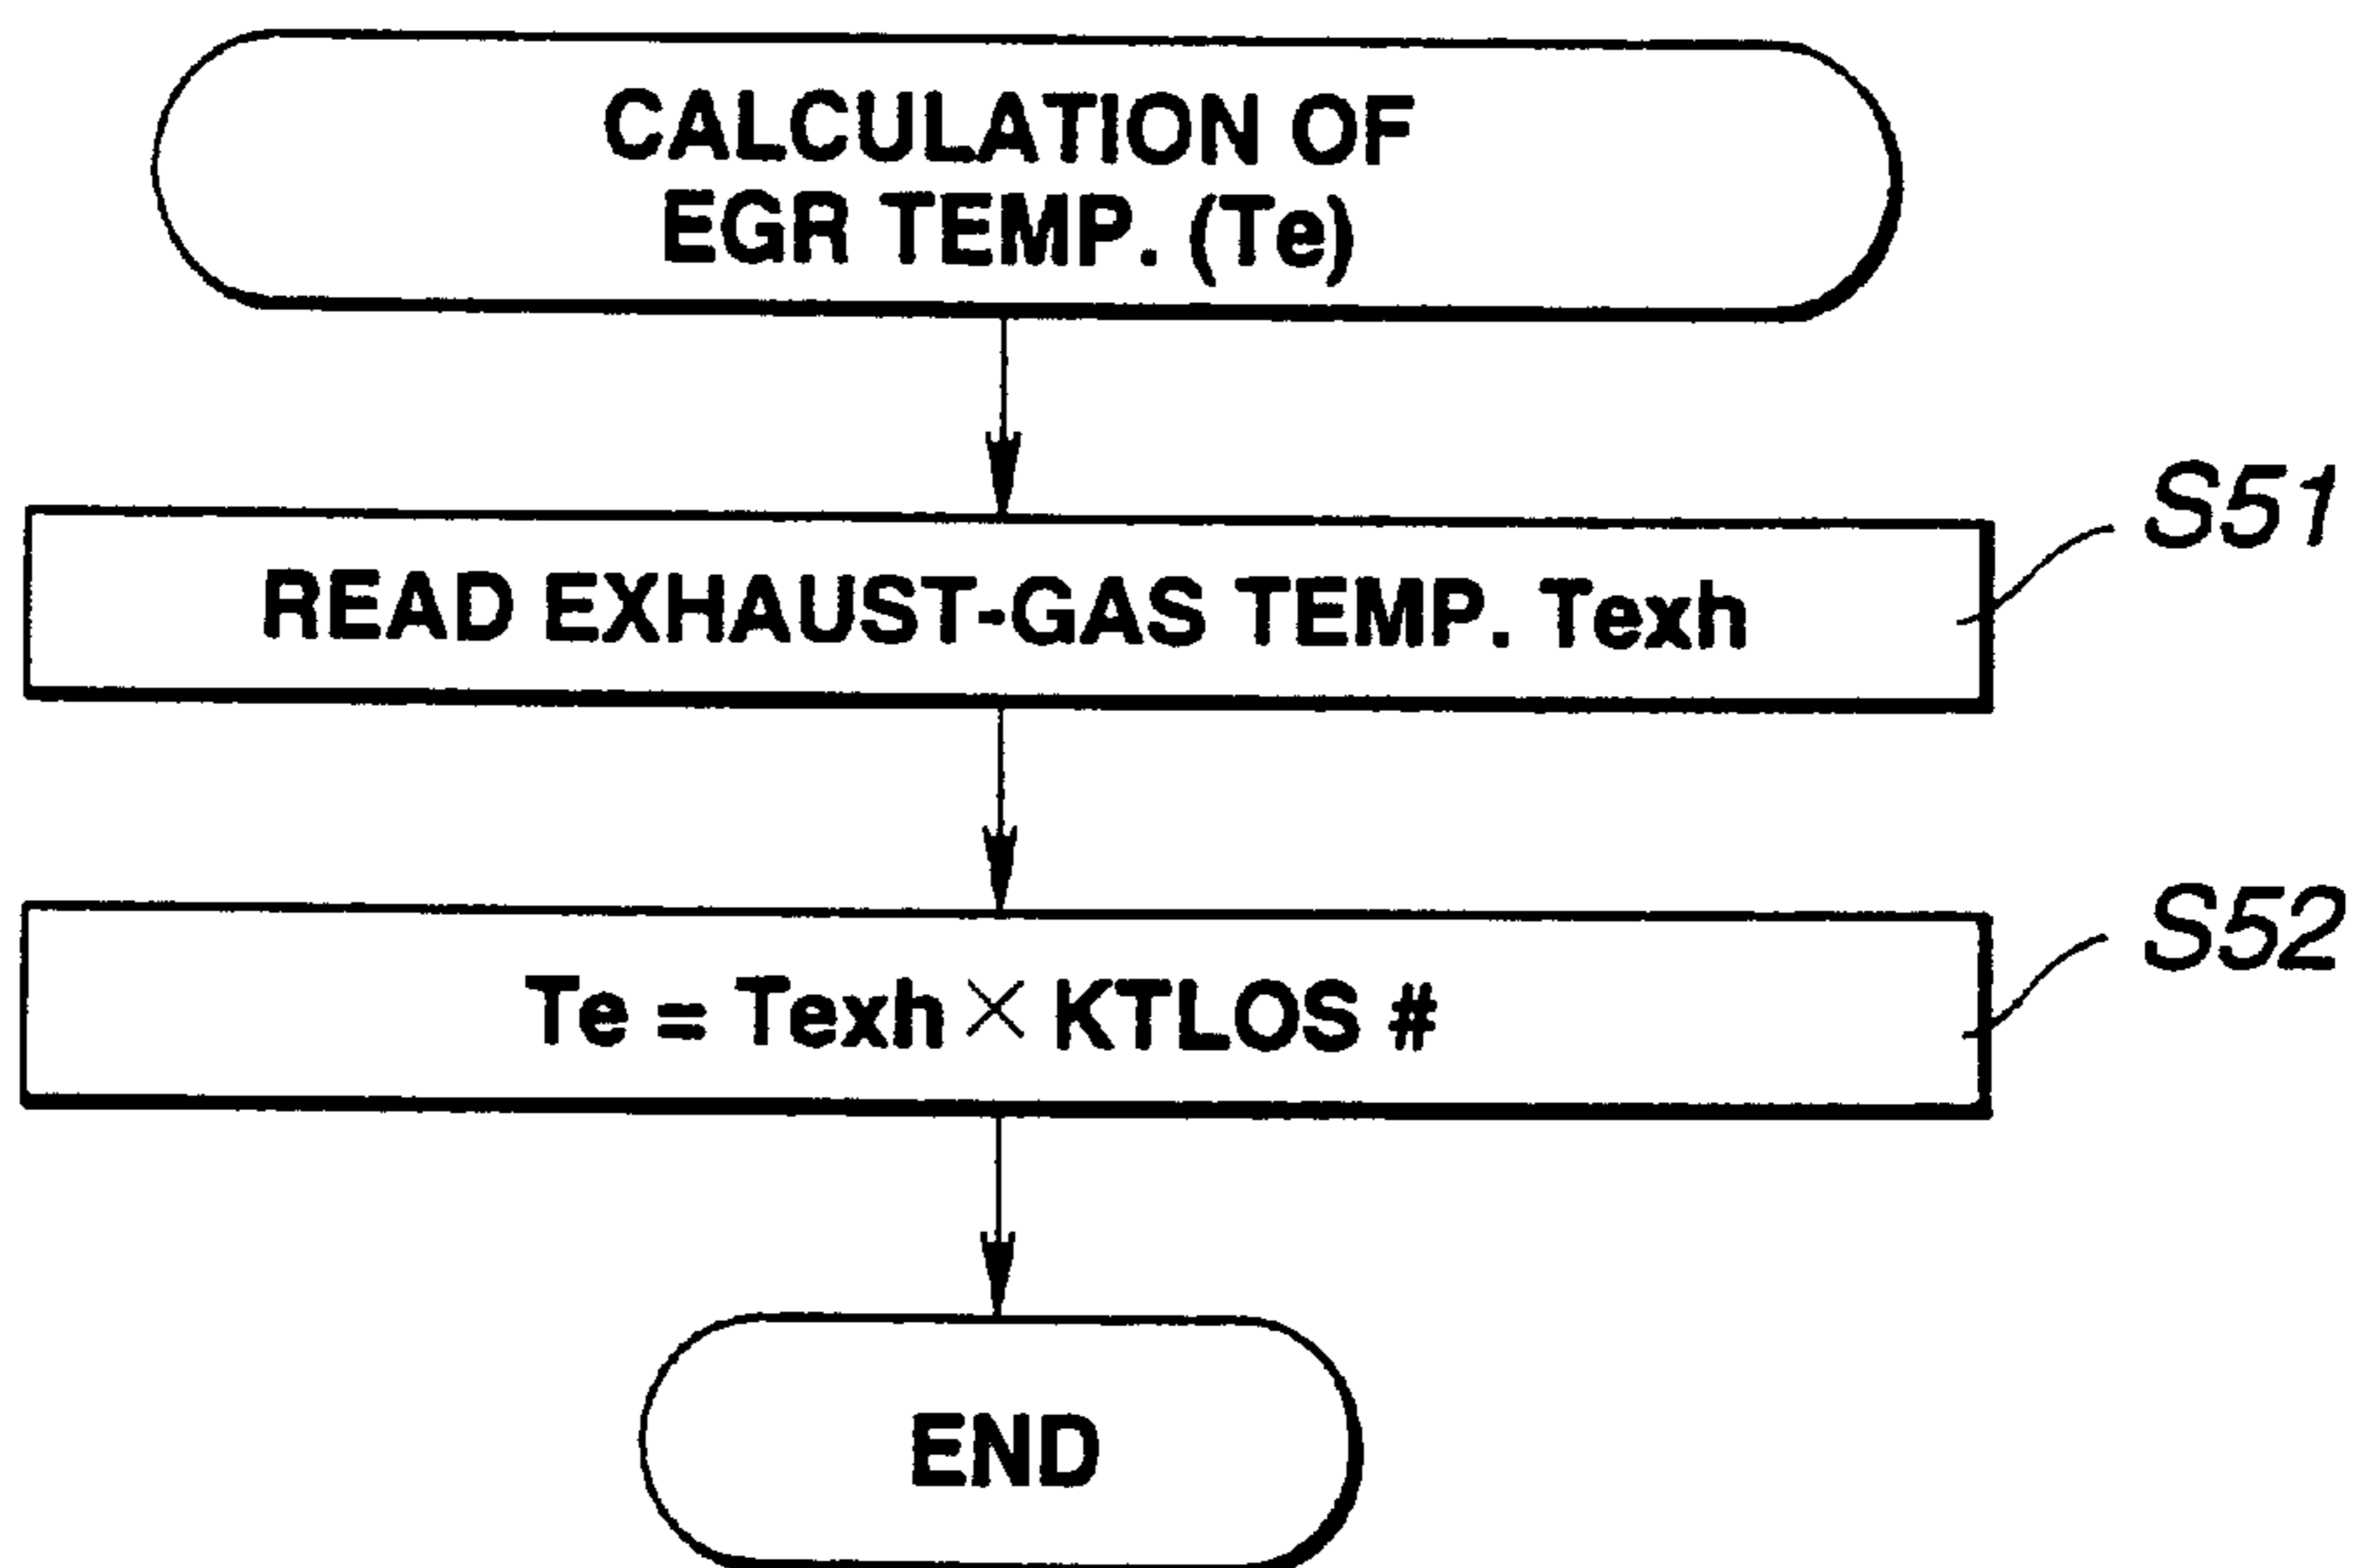 CALCULATION OF
EGR TEMP. (Te)
S51
READ EXHAUST-GAS TEMP. Texh
S52
Te = Texh × KTLOS #
END